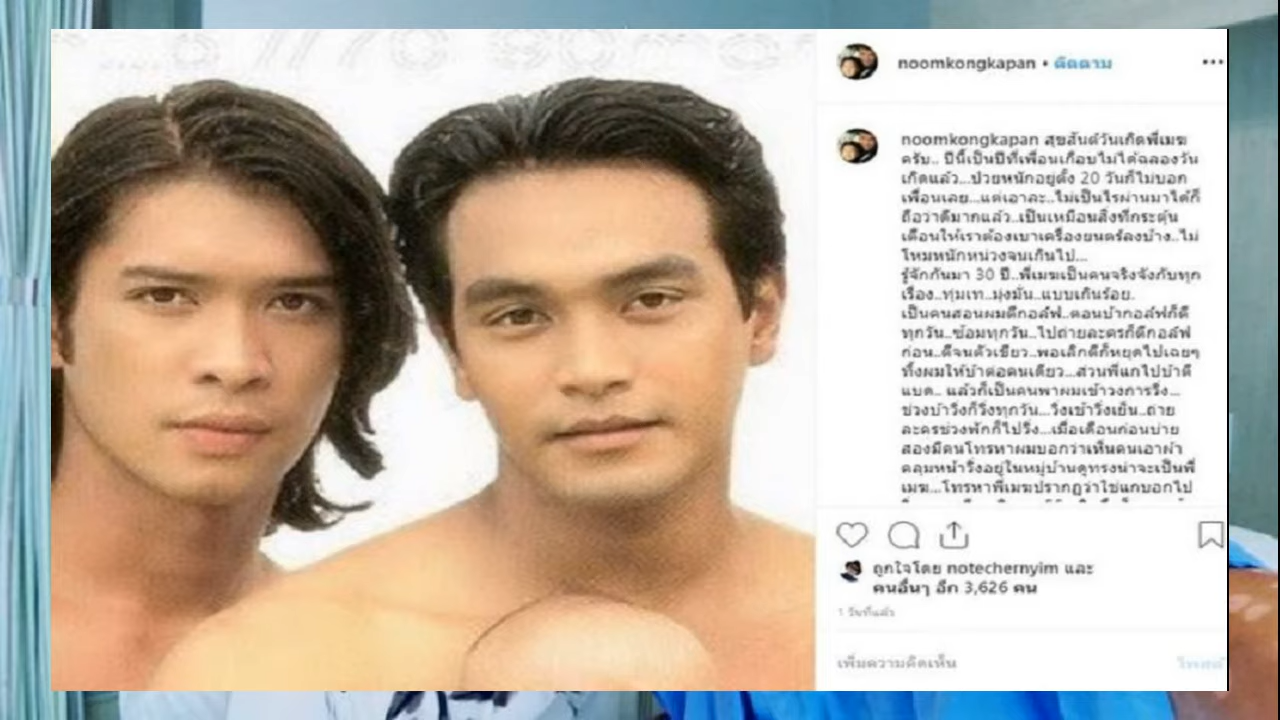 noomkongkapan • ติดตาม
noomkongkapan สุขสันต์วันเกิดพี่เมฆ
ครับ.. ปีนี้เป็นปีที่เพื่อนเกือบไม่ได้ฉลองวัน
เกิดแล้ว...ป่วยหนักอยู่ตั้ง 20 วันก็ไม่บอก
เพื่อนเลย...แต่เอาละ..ไม่เป็นไรผ่านมาได้ก็
ถือว่าดีมากแล้ว..เป็นเหมือนสิ่งที่กระตุ้น
เตือนให้เราต้องเบาเครื่องยนตร์ลงบ้าง..ไม่
โหมหนักหน่วงจนเกินไป...
รู้จักกันมา 30 ปี..พี่เมฆเป็นคนจริงจังกับทุก
เรื่อง..ทุ่มเท..มุ่งมั่น..แบบเกินร้อย.
เป็นคนสอนผมตีกอล์ฟ..ตอนบ้ากอล์ฟก็ตี
ทุกวัน..ซ้อมทุกวัน..ไปถ่ายละครก็ตีกอล์ฟ
ก่อน..ตีจนตัวเขียว..พอเลิกตีก็หยุดไปเฉยๆ
ทิ้งผมให้บ้าต่อคนเดียว...ส่วนพี่แกไปบ้าตี
แบด.. แล้วก็เป็นคนพาผมเข้าวงการวิ่ง...
ช่วงบ้าวิ่งก็วิ่งทุกวัน...วิ่งเช้าวิ่งเย็น..ถ่าย
ละครช่วงพักก็ไปวิ่ง...เมื่อเดือนก่อนบ่าย
สองมีคนโทรหาผมบอกว่าเห็นคนเอาผ้า
คลุมหน้าวิ่งอยู่ในหมู่บ้านดูทรงน่าจะเป็นพี่
เมฆ...โทรหาพี่เมฆปรากฏว่าใช่แกบอกไป
ถูกใจโดย notechernyim และ
คนอื่นๆ อีก 3,626 คน
1 วันที่แล้ว
เพิ่มความคิดเห็น โพสต์